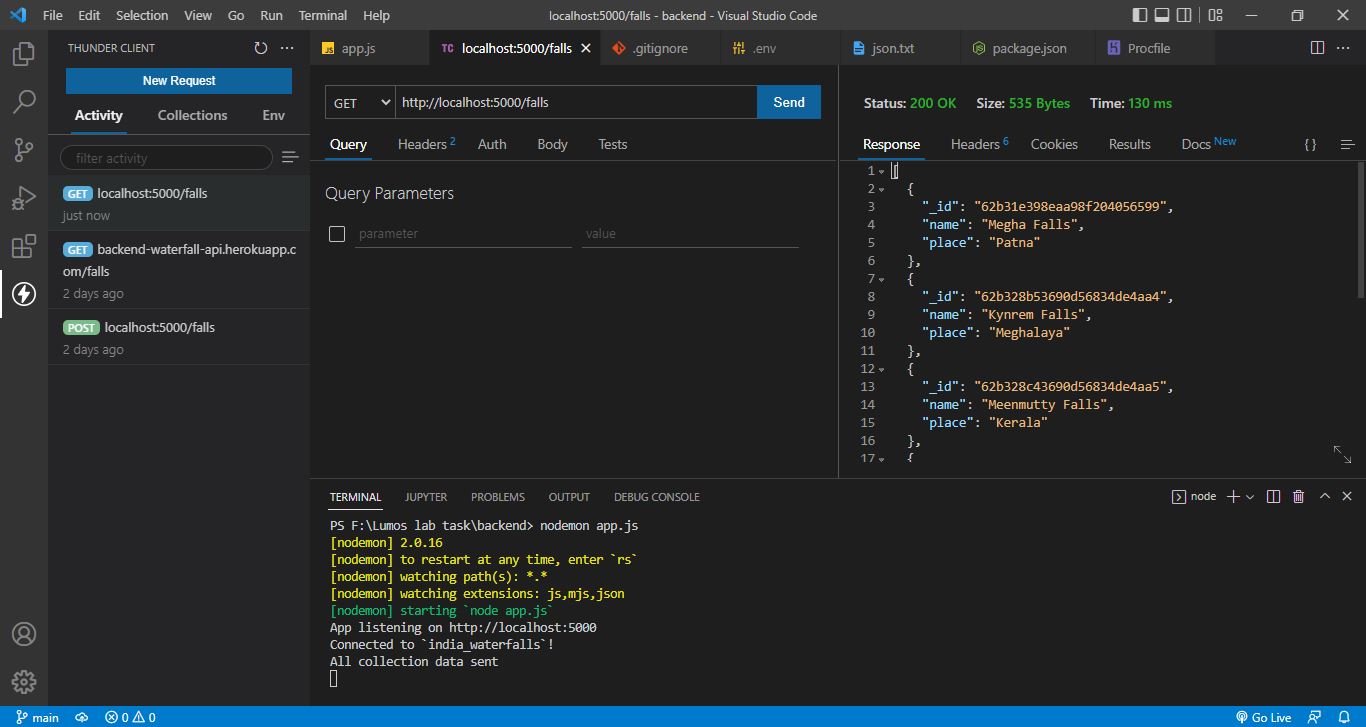 File Edit Selection View Go Run Terminal Help localhost:5000/falls - backend - Visual Studio Code
THUNDER CLIENT
New Request
Activity Collections Env
filter activity
GET localhost:5000/falls
just now
GET backend-waterfall-api.herokuapp.c
om/falls
2 days ago
POST localhost:5000/falls
2 days ago
JS app.js TC localhost:5000/falls .gitignore .env json.txt package.json Procfile
GET http://localhost:5000/falls Send
Query Headers 2 Auth Body Tests
Query Parameters
parameter value
Status: 200 OK Size: 535 Bytes Time: 130 ms
Response Headers 6 Cookies Results Docs New { }
1 [
2 {
3 "_id": "62b31e398eaa98f204056599",
4 "name": "Megha Falls",
5 "place": "Patna"
6 },
7 {
8 "_id": "62b328b53690d56834de4aa4",
9 "name": "Kynrem Falls",
10 "place": "Meghalaya"
11 },
12 {
13 "_id": "62b328c43690d56834de4aa5",
14 "name": "Meenmutty Falls",
15 "place": "Kerala"
16 },
17 {
TERMINAL JUPYTER PROBLEMS OUTPUT DEBUG CONSOLE node
PS F:\Lumos lab task\backend> nodemon app.js
[nodemon] 2.0.16
[nodemon] to restart at any time, enter `rs`
[nodemon] watching path(s): *.*
[nodemon] watching extensions: js,mjs,json
[nodemon] starting `node app.js`
App listening on http://localhost:5000
Connected to `india_waterfalls`!
All collection data sent
main 0 0 Go Live